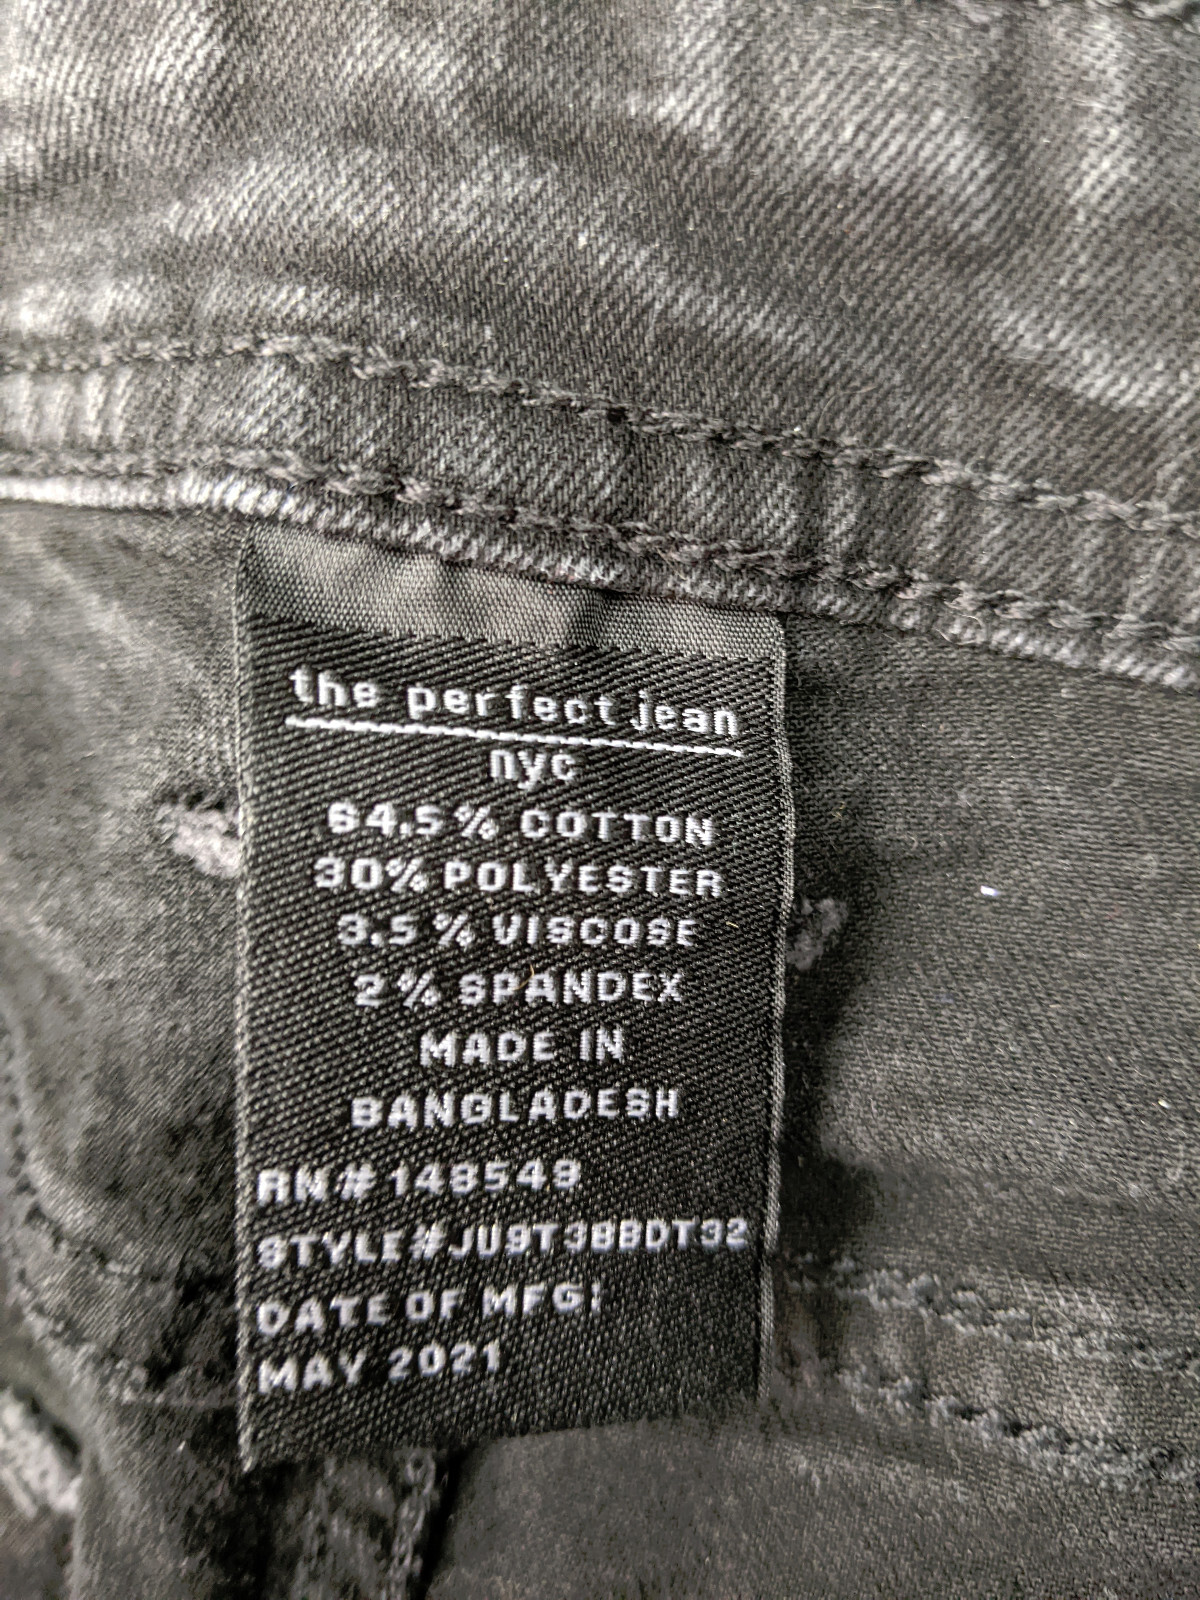 the perfect jean
nyc
64.5% COTTON
30% POLYESTER
3.5% VISCOSE
2% SPANDEX
MADE IN
BANGLADESH
RN# 148549
STYLE#JUST38BDT32
DATE OF MFG:
MAY 2021